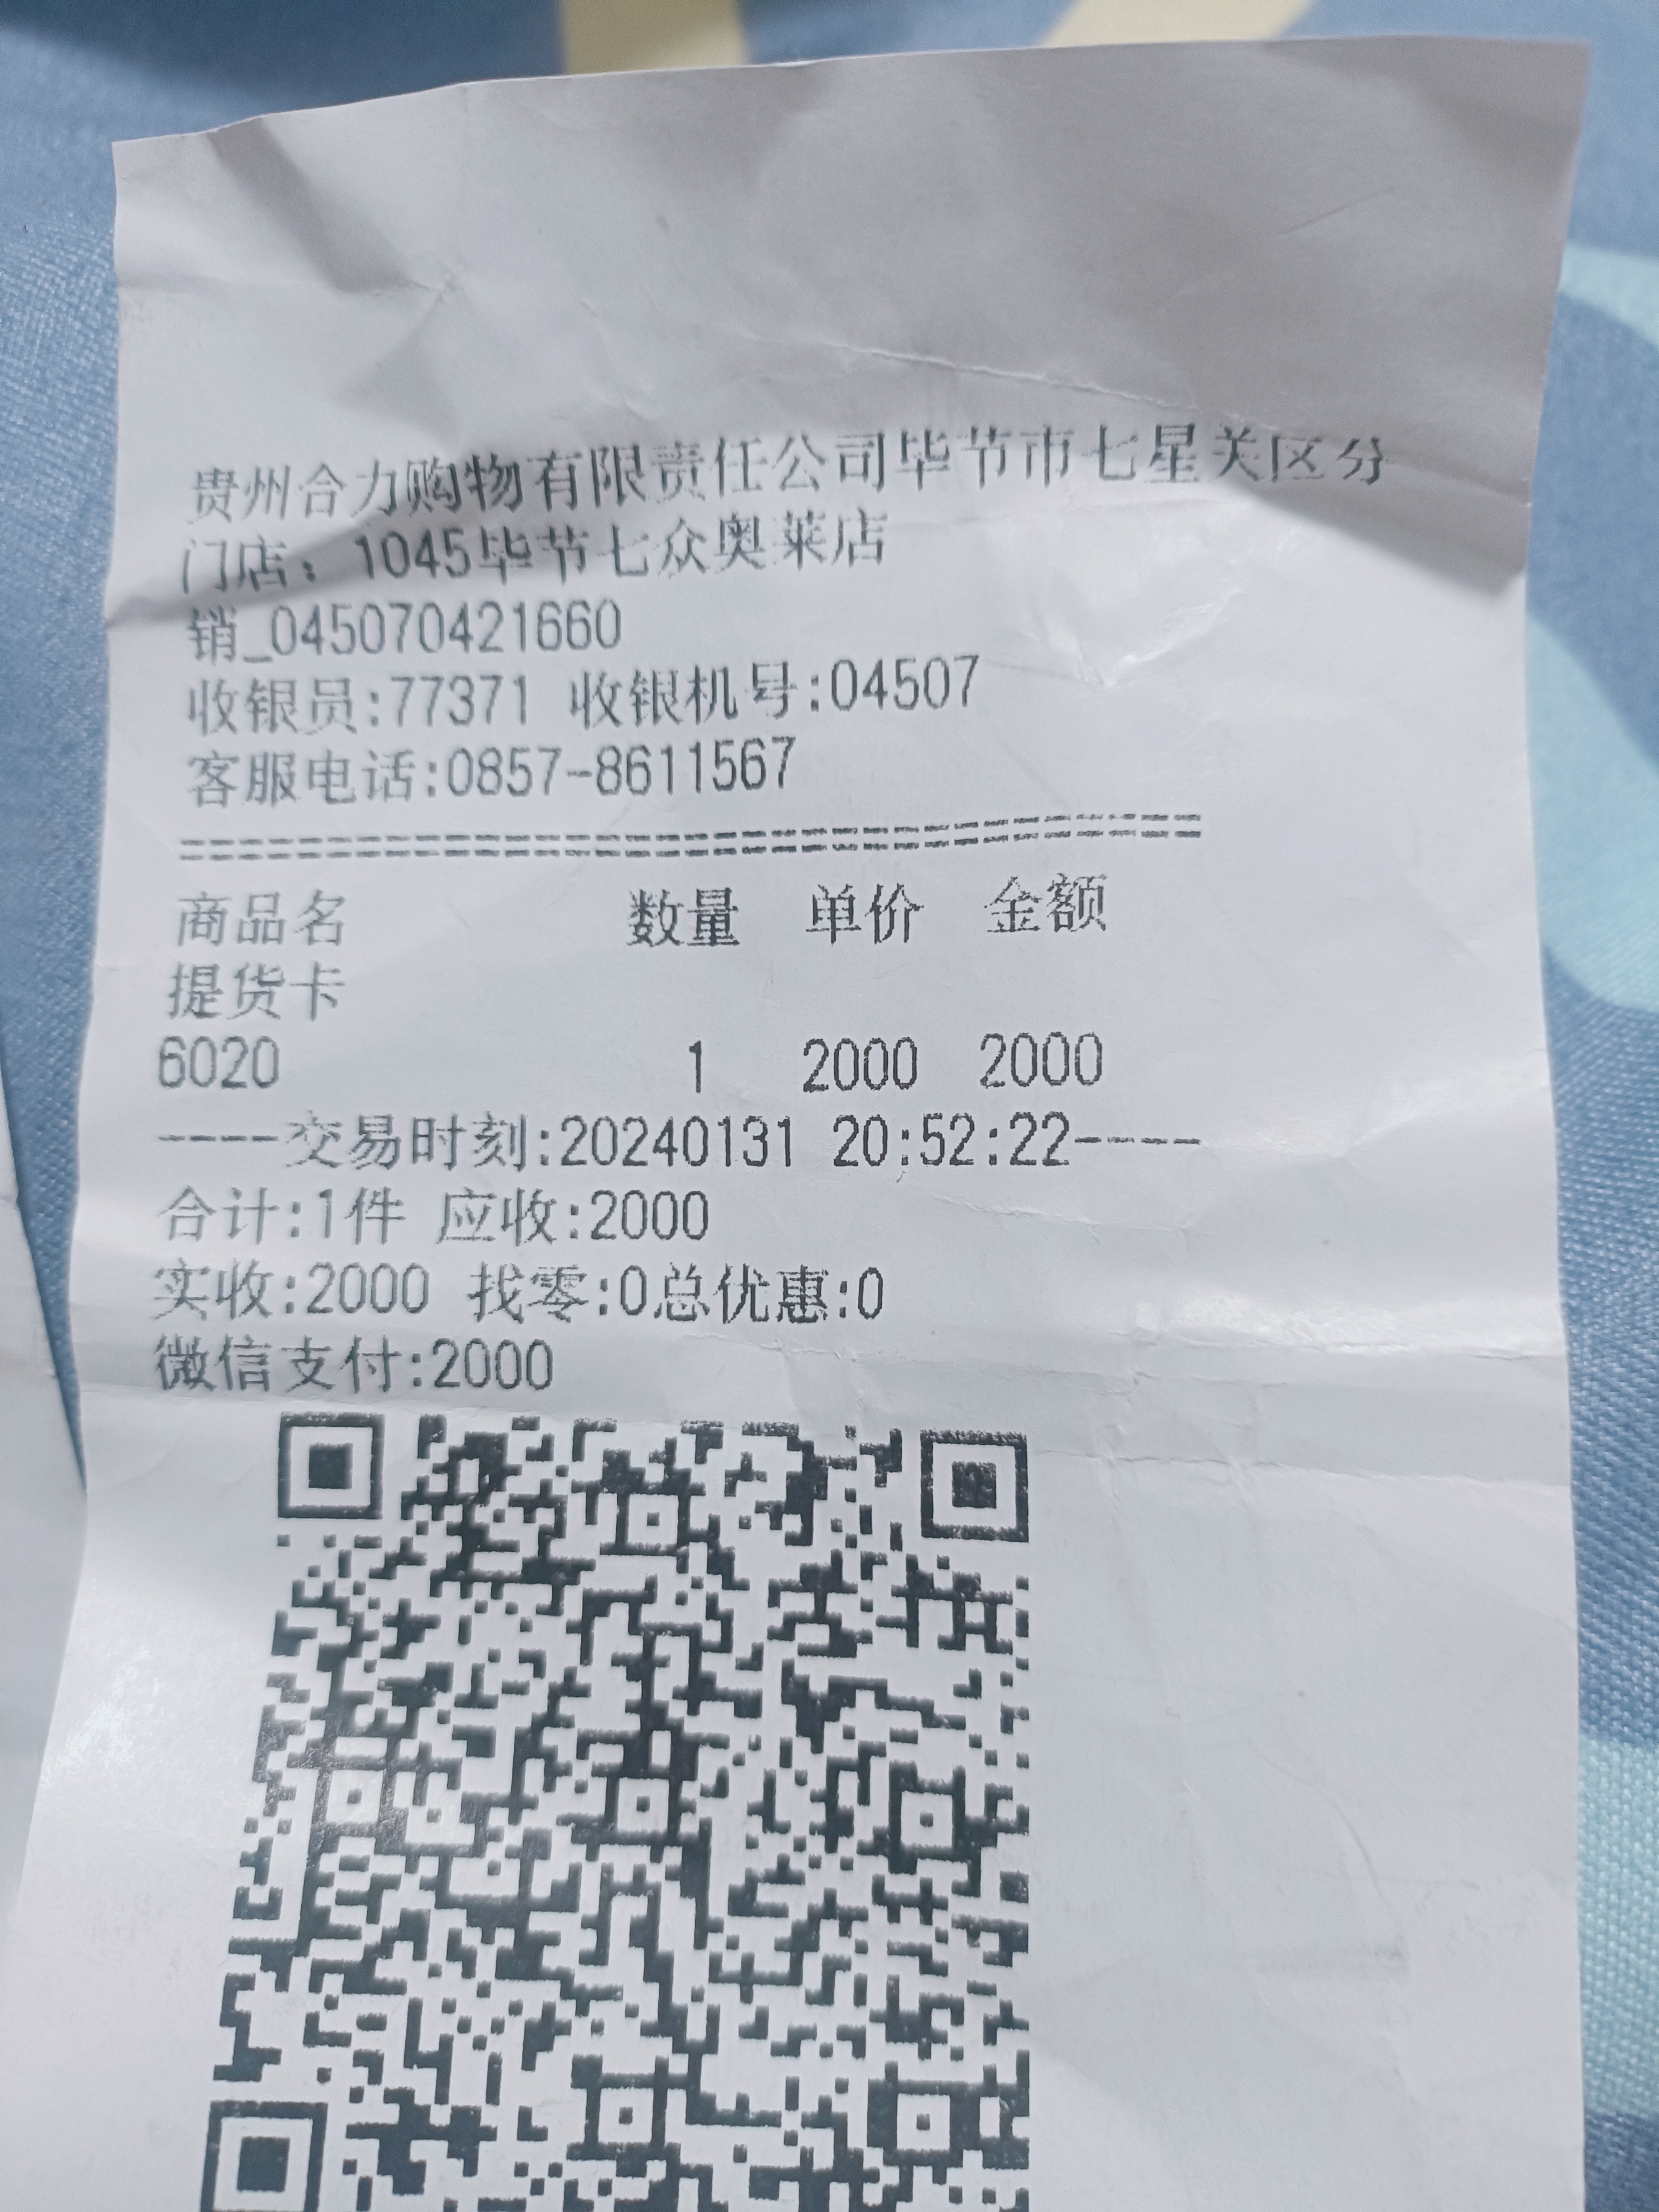 贵州合力购物有限责任公司毕节市七星关区分
门店：1045毕节七众奥莱店
销_045070421660
收银员:77371 收银机号:04507
客服电话:0857-8611567
==================================
商品名 数量 单价 金额
提货卡
6020 1 2000 2000
----交易时刻:20240131 20:52:22----
合计:1件 应收:2000
实收:2000 找零:0总优惠:0
微信支付:2000